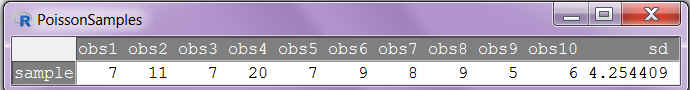 PoissonSamples
obs1 obs2 obs3 obs4 obs5 obs6 obs7 obs8 obs9 obs10 sd
sample 7 11 7 20 7 9 8 9 5 6 4.254409